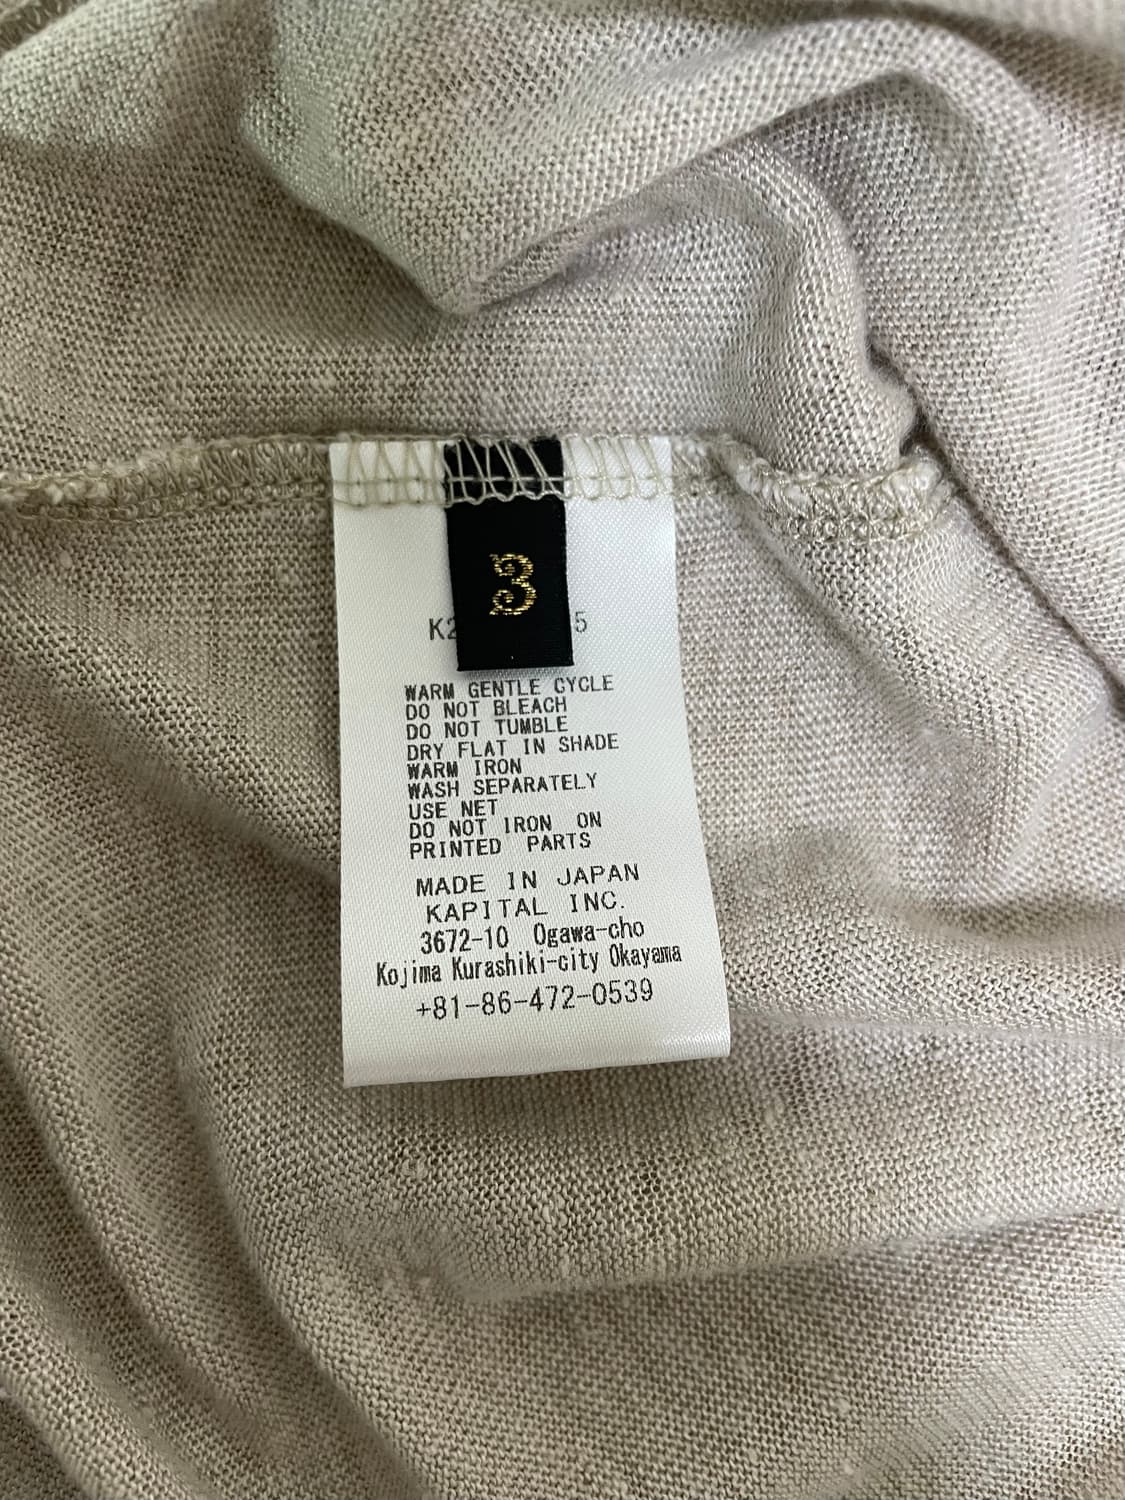 3
K2 5
WARM GENTLE CYCLE
DO NOT BLEACH
DO NOT TUMBLE
DRY FLAT IN SHADE
WARM IRON
WASH SEPARATELY
USE NET
DO NOT IRON ON
PRINTED PARTS
MADE IN JAPAN
KAPITAL INC.
3672-10 Ogawa-cho
Kojima Kurashiki-city Okayama
+81-86-472-0539